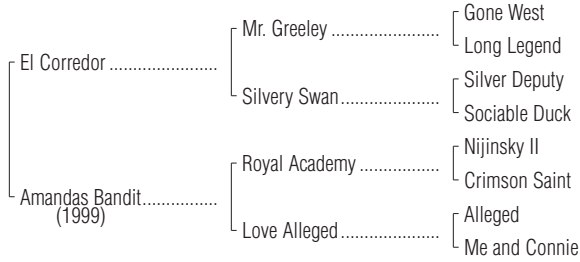 Gone West
Mr. Greeley ....................
Long Legend
El Corredor ....................
Silver Deputy
Silvery Swan ....................
Sociable Duck
Nijinsky II
Royal Academy ................
Crimson Saint
Amandas Bandit ..............
(1999)
Alleged
Love Alleged ...................
Me and Connie